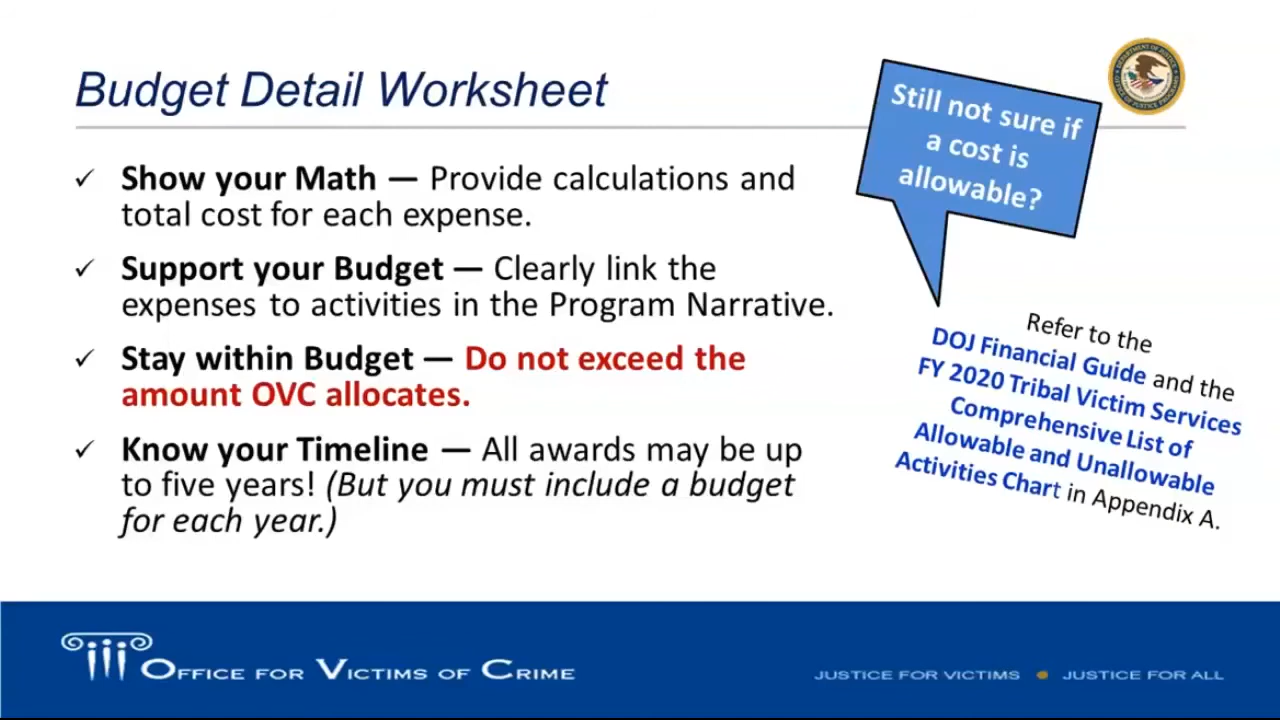 Budget Detail Worksheet
✓ Show your Math — Provide calculations and
total cost for each expense.
✓ Support your Budget — Clearly link the
expenses to activities in the Program Narrative.
✓ Stay within Budget — Do not exceed the
amount OVC allocates.
✓ Know your Timeline — All awards may be up
to five years! (But you must include a budget
for each year.)
Still not sure if
a cost is
allowable?
Refer to the
DOJ Financial Guide and the
FY 2020 Tribal Victim Services
Comprehensive List of
Allowable and Unallowable
Activities Chart in Appendix A.
OFFICE FOR VICTIMS OF CRIME
JUSTICE FOR VICTIMS ● JUSTICE FOR ALL